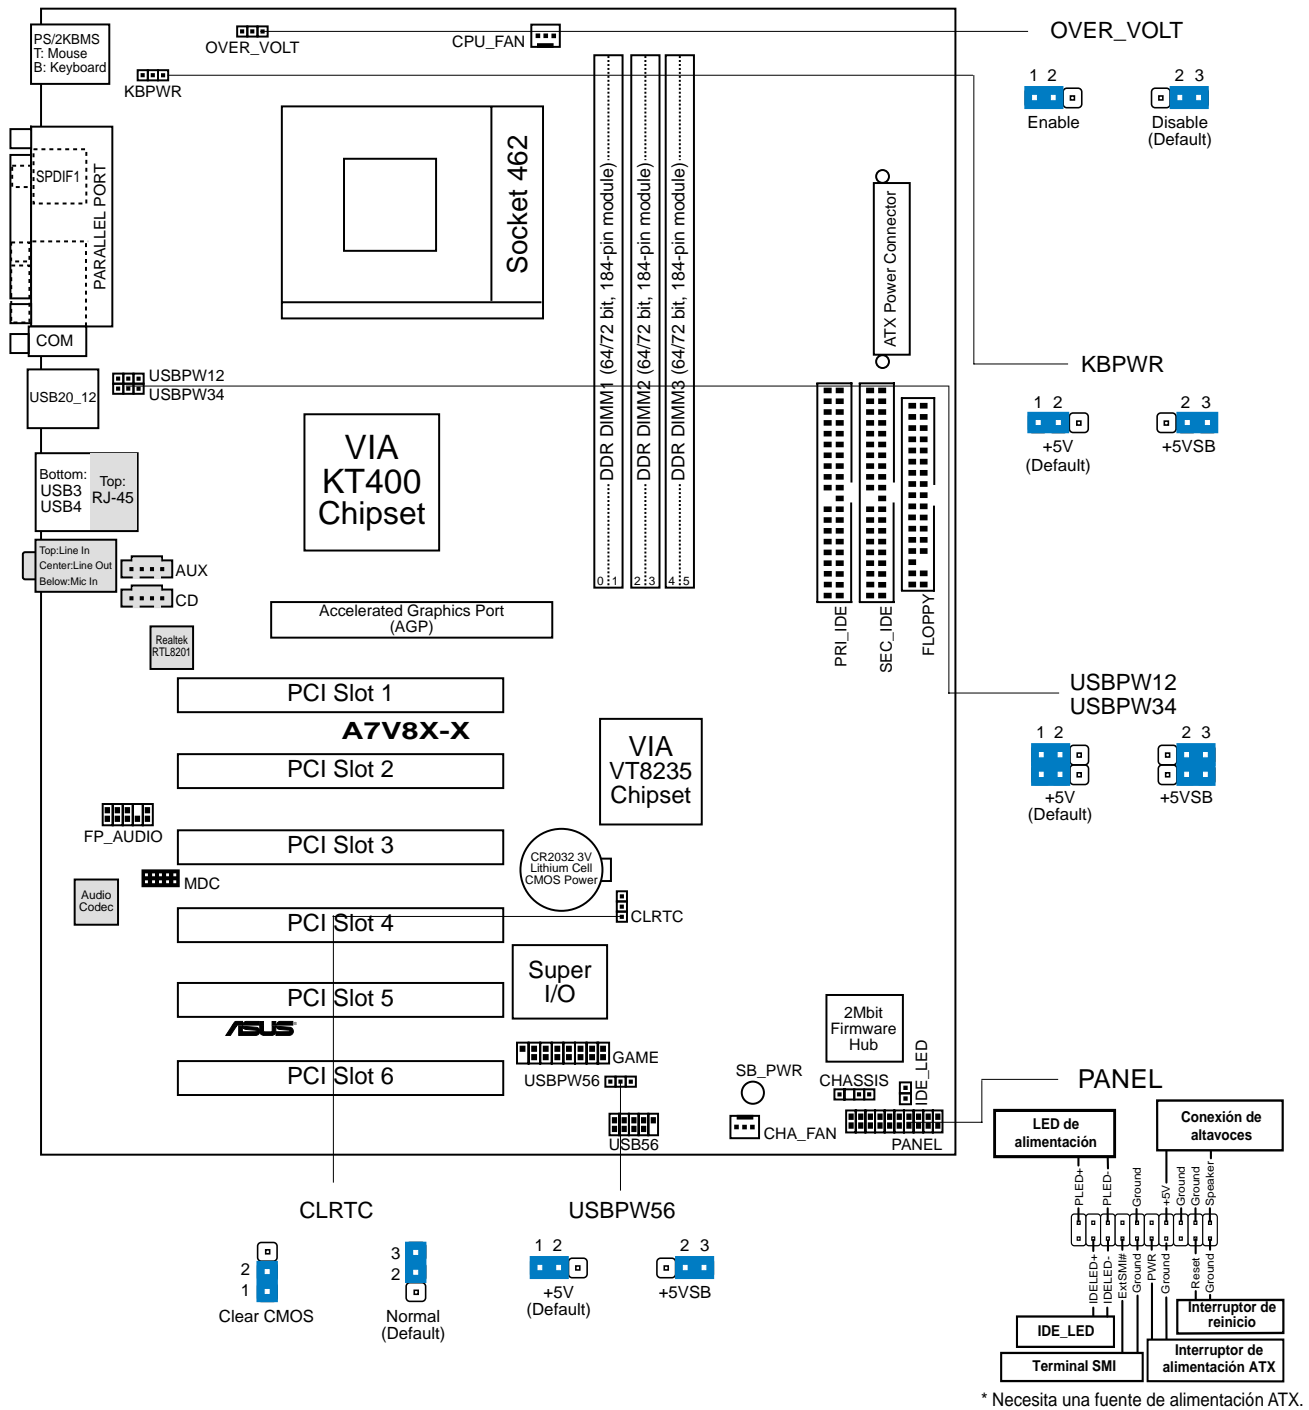 PS/2KBMS
T: Mouse
B: Keyboard
OVER_VOLT
CPU_FAN
OVER_VOLT
KBPWR
1 2
Enable
2 3
Disable
(Default)
SPDIF1
PARALLEL PORT
COM
Socket 462
DDR DIMM1 (64/72 bit, 184-pin module)
DDR DIMM2 (64/72 bit, 184-pin module)
DDR DIMM3 (64/72 bit, 184-pin module)
0 1
2 3
4 5
ATX Power Connector
KBPWR
1 2
+5V
(Default)
2 3
+5VSB
USB20_12
USBPW12
USBPW34
VIA
KT400
Chipset
Bottom:
USB3
USB4
Top:
RJ-45
Top:Line In
Center:Line Out
Below:Mic In
AUX
CD
Accelerated Graphics Port
(AGP)
PRI_IDE
SEC_IDE
FLOPPY
Realtek
RTL8201
PCI Slot 1
A7V8X-X
PCI Slot 2
VIA
VT8235
Chipset
USBPW12
USBPW34
1 2
+5V
(Default)
2 3
+5VSB
FP_AUDIO
PCI Slot 3
CR2032 3V
Lithium Cell
CMOS Power
MDC
Audio
Codec
PCI Slot 4
CLRTC
Super
I/O
PCI Slot 5
ASUS
2Mbit
Firmware
Hub
GAME
USBPW56
PCI Slot 6
SB_PWR
CHASSIS
IDE_LED
USB56
CHA_FAN
PANEL
PANEL
LED de
alimentación
Conexión de
altavoces
PLED+
PLED-
Ground
+5V
Ground
Ground
Speaker
IDELED+
IDELED-
ExtSMI#
Ground
PWR
Ground
Reset
Ground
Interruptor de
reinicio
IDE_LED
Terminal SMI
Interruptor de
alimentación ATX
* Necesita una fuente de alimentación ATX.
CLRTC
2
1
Clear CMOS
3
2
Normal
(Default)
USBPW56
1 2
+5V
(Default)
2 3
+5VSB